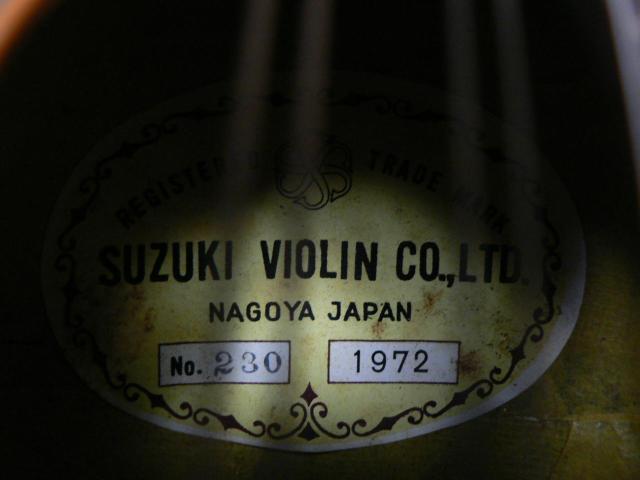 REGISTERED TRADE MARK
SUZUKI VIOLIN CO.,LTD.
NAGOYA JAPAN
No. 230 1972